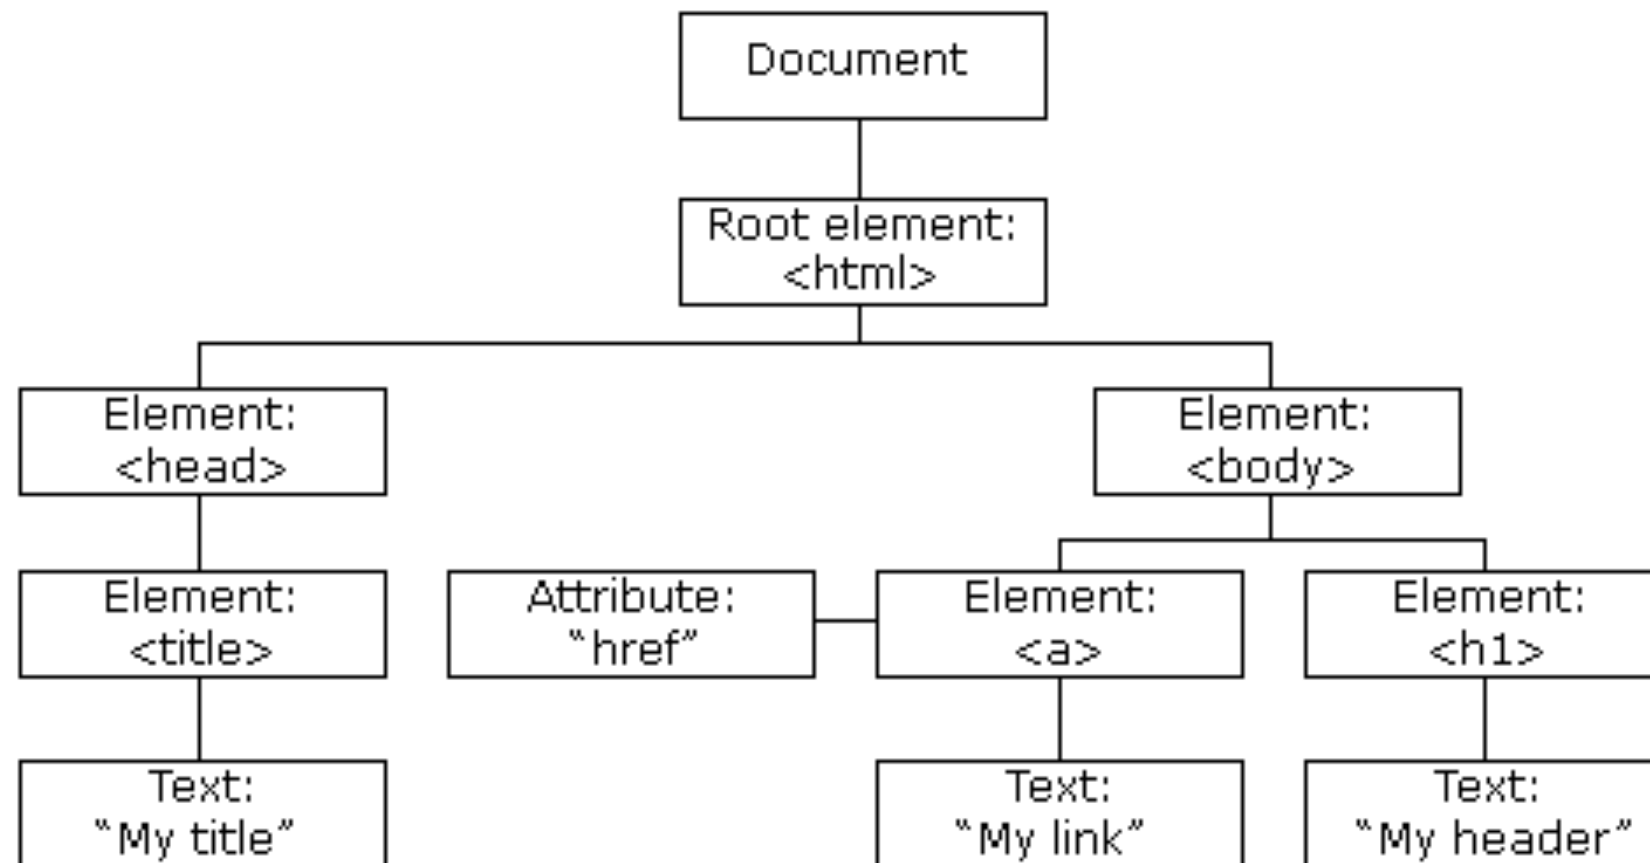 Document
Root element:
<html>
Element:
<head>
Element:
<body>
Element:
<title>
Attribute:
“href”
Element:
<a>
Element:
<h1>
Text:
“My title”
Text:
“My link”
Text:
“My header”